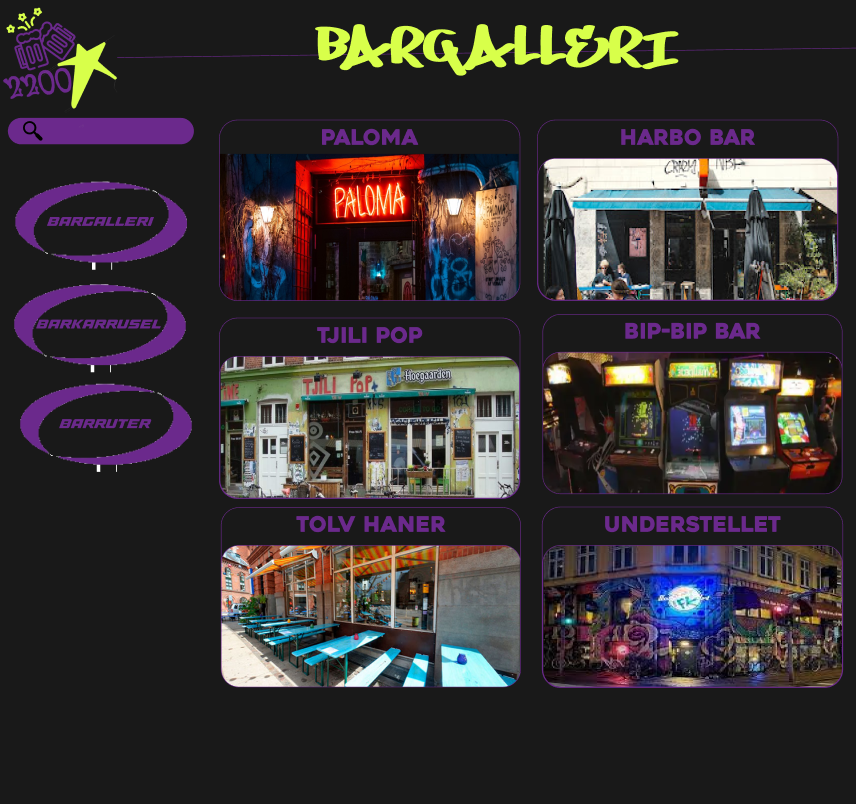 BARGALLERI
2200
BARGALLERI
BARKARRUSEL
BARRUTER
PALOMA
PALOMA
HARBO BAR
TJILI POP
TJILI POP
Hoegaarden
BIP-BIP BAR
TOLV HANER
UNDERSTELLET